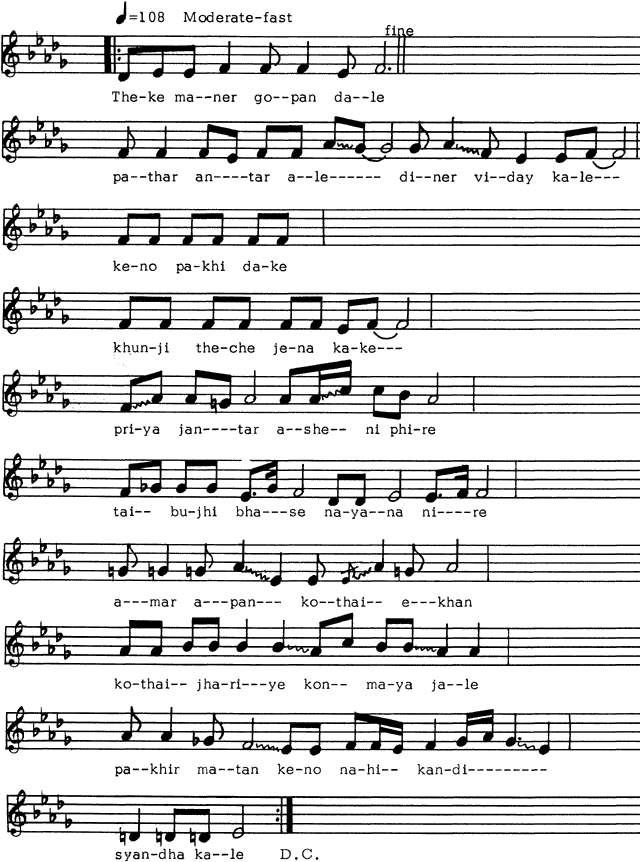 =108 Moderate-fast
fine
The-ke ma--ner go--pan da--le
pa--thar an----tar a--le------ di--ner vi--day ka-le---
ke-no pa-khi da-ke
khun-ji the-che je-na ka-ke---
pri-ya jan----tar a--she-- ni phi-re
tai-- bu-jhi bha---se na-ya--na ni----re
a---mar a--pan--- ko--thai-- e---khan
ko-thai-- jha-ri---ye kon-- ma-ya ja--le
pa--khir ma--tan ke-no na-hi-- kan-di---------
syan-dha ka--le D.C.